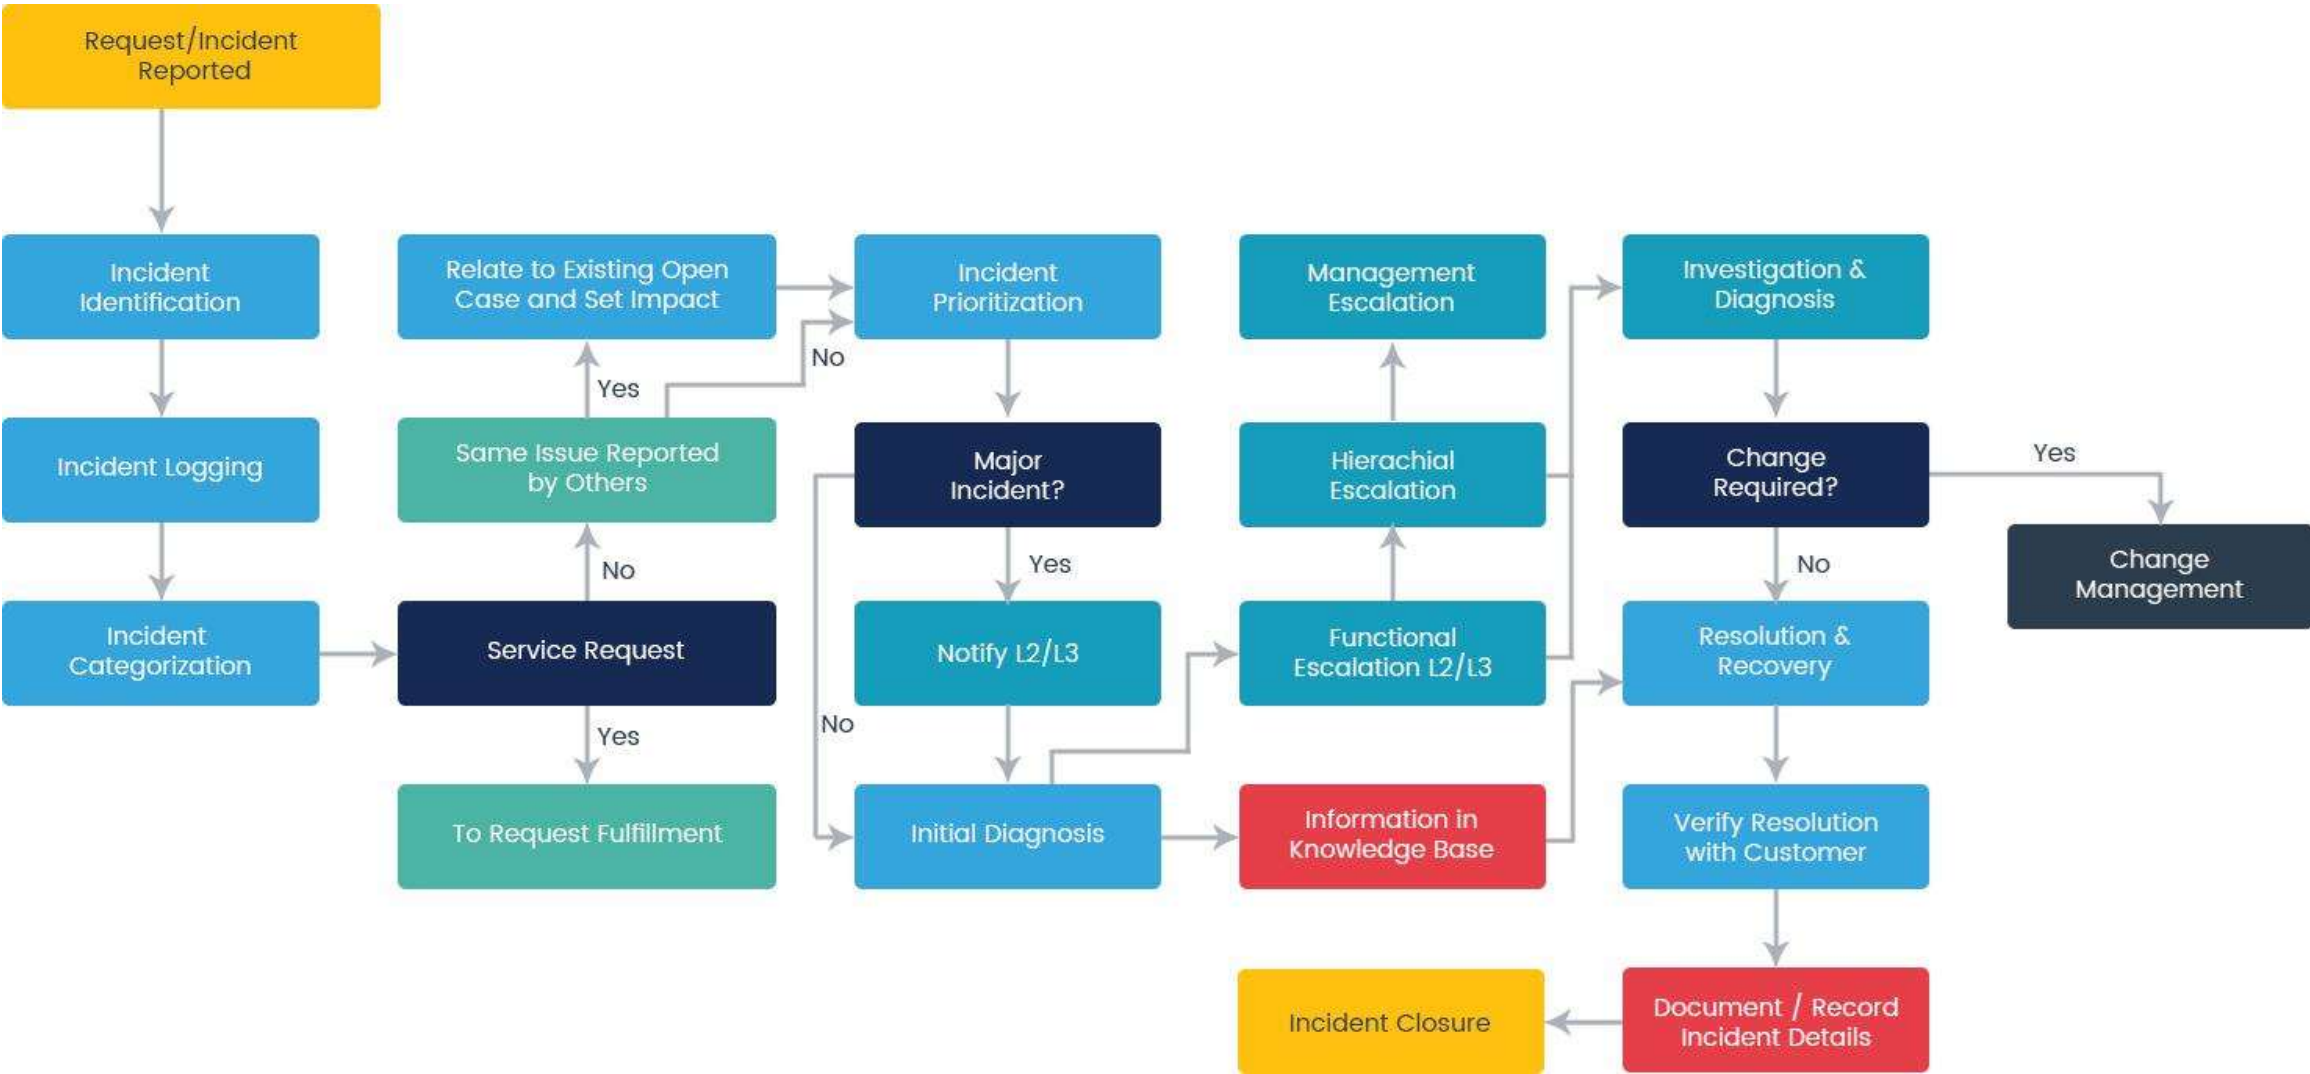 Request/Incident
Reported
Incident
Identification
Incident Logging
Incident
Categorization
Relate to Existing Open
Case and Set Impact
Yes
No
Same Issue Reported
by Others
No
Service Request
Yes
To Request Fulfillment
Incident
Prioritization
Major
Incident?
Yes
Notify L2/L3
No
Initial Diagnosis
Management
Escalation
Hierachial
Escalation
Functional
Escalation L2/L3
Information in
Knowledge Base
Investigation &
Diagnosis
Change
Required?
Yes
Change
Management
No
Resolution &
Recovery
Verify Resolution
with Customer
Document / Record
Incident Details
Incident Closure